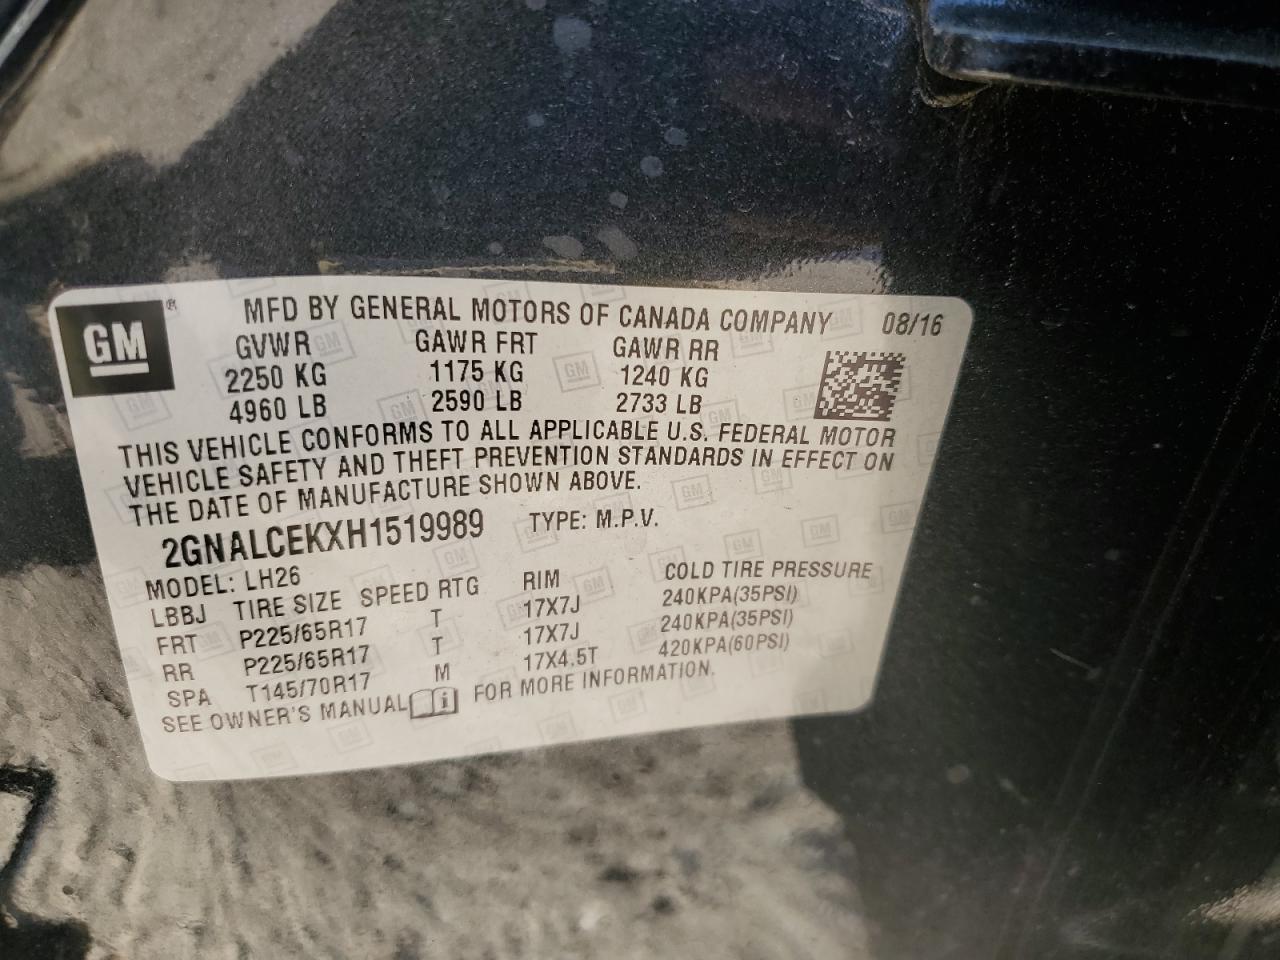 GM ® MFD BY GENERAL MOTORS OF CANADA COMPANY 08/16
GVWR GAWR FRT GAWR RR
2250 KG 1175 KG 1240 KG
4960 LB 2590 LB 2733 LB
THIS VEHICLE CONFORMS TO ALL APPLICABLE U.S. FEDERAL MOTOR
VEHICLE SAFETY AND THEFT PREVENTION STANDARDS IN EFFECT ON
THE DATE OF MANUFACTURE SHOWN ABOVE.
2GNALCEKXH1519989 TYPE: M.P.V.
MODEL: LH26
LBBJ TIRE SIZE SPEED RTG RIM COLD TIRE PRESSURE
FRT P225/65R17 T 17X7J 240KPA(35PSI)
RR P225/65R17 T 17X7J 240KPA(35PSI)
SPA T145/70R17 M 17X4.5T 420KPA(60PSI)
SEE OWNER'S MANUAL i FOR MORE INFORMATION.